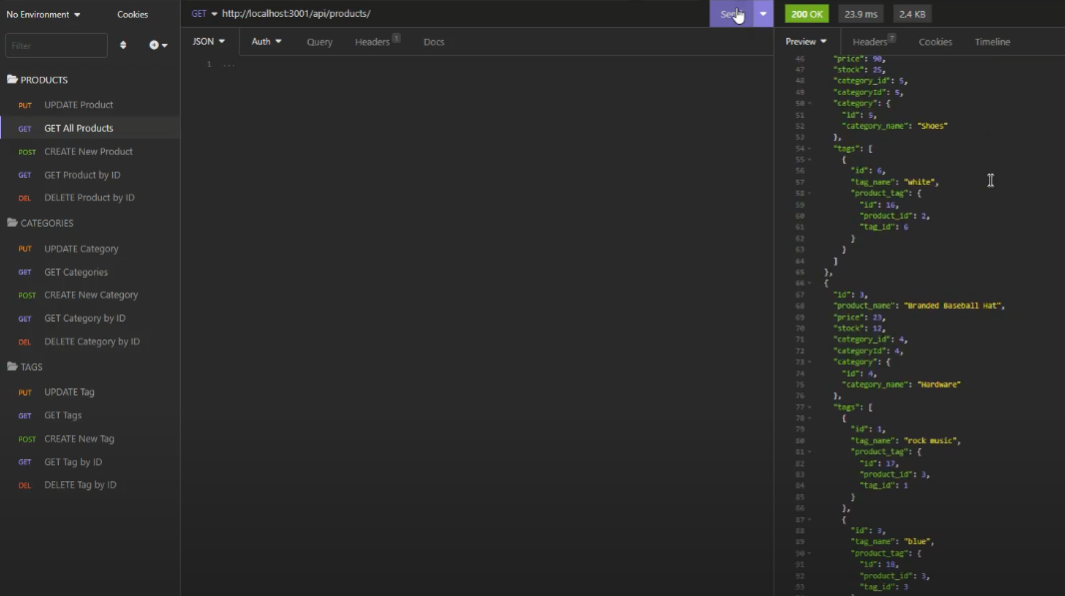 No Environment Cookies
Filter
PRODUCTS
PUT UPDATE Product
GET GET All Products
POST CREATE New Product
GET GET Product by ID
DEL DELETE Product by ID
CATEGORIES
PUT UPDATE Category
GET GET Categories
POST CREATE New Category
GET GET Category by ID
DEL DELETE Category by ID
TAGS
PUT UPDATE Tag
GET GET Tags
POST CREATE New Tag
GET GET Tag by ID
DEL DELETE Tag by ID
GET http://localhost:3001/api/products/ Send
JSON Auth Query Headers 1 Docs
1 ...
200 OK 23.9 ms 2.4 KB
Preview Headers 7 Cookies Timeline
46 "price": 90,
47 "stock": 25,
48 "category_id": 5,
49 "categoryId": 5,
50 "category": {
51 "id": 5,
52 "category_name": "Shoes"
53 },
54 "tags": [
55 {
56 "id": 6,
57 "tag_name": "white",
58 "product_tag": {
59 "id": 16,
60 "product_id": 2,
61 "tag_id": 6
62 }
63 }
64 ]
65 },
66 {
67 "id": 3,
68 "product_name": "Branded Baseball Hat",
69 "price": 23,
70 "stock": 12,
71 "category_id": 4,
72 "categoryId": 4,
73 "category": {
74 "id": 4,
75 "category_name": "Hardware"
76 },
77 "tags": [
78 {
79 "id": 1,
80 "tag_name": "rock music",
81 "product_tag": {
82 "id": 17,
83 "product_id": 3,
84 "tag_id": 1
85 }
86 },
87 {
88 "id": 3,
89 "tag_name": "blue",
90 "product_tag": {
91 "id": 18,
92 "product_id": 3,
93 "tag_id": 3